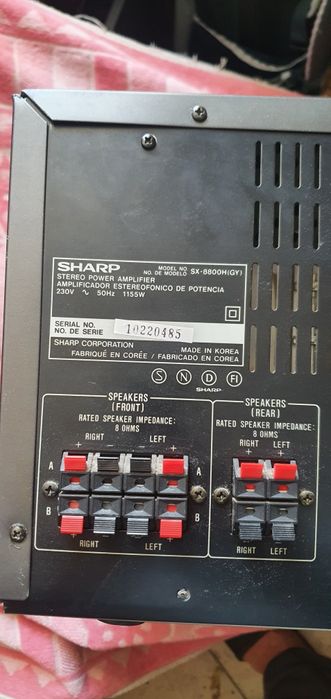 SHARP
MODEL NO.
NO. DE MODELO SX-8800H(GY)
STEREO POWER AMPLIFIER
AMPLIFICADOR ESTEREOFONICO DE POTENCIA
230V ∿ 50Hz 1155W
SERIAL NO.
NO. DE SERIE 10220485
SHARP CORPORATION MADE IN KOREA
FABRIQUÉ EN CORÉE / FABRICADO EN COREA
S N D FI
SHARP
SPEAKERS
(FRONT)
RATED SPEAKER IMPEDANCE:
8 OHMS
RIGHT LEFT
+ − − +
A A
B B
+ − − +
RIGHT LEFT
SPEAKERS
(REAR)
RATED SPEAKER
IMPEDANCE:
8 OHMS
RIGHT LEFT
+ +
− −
RIGHT LEFT